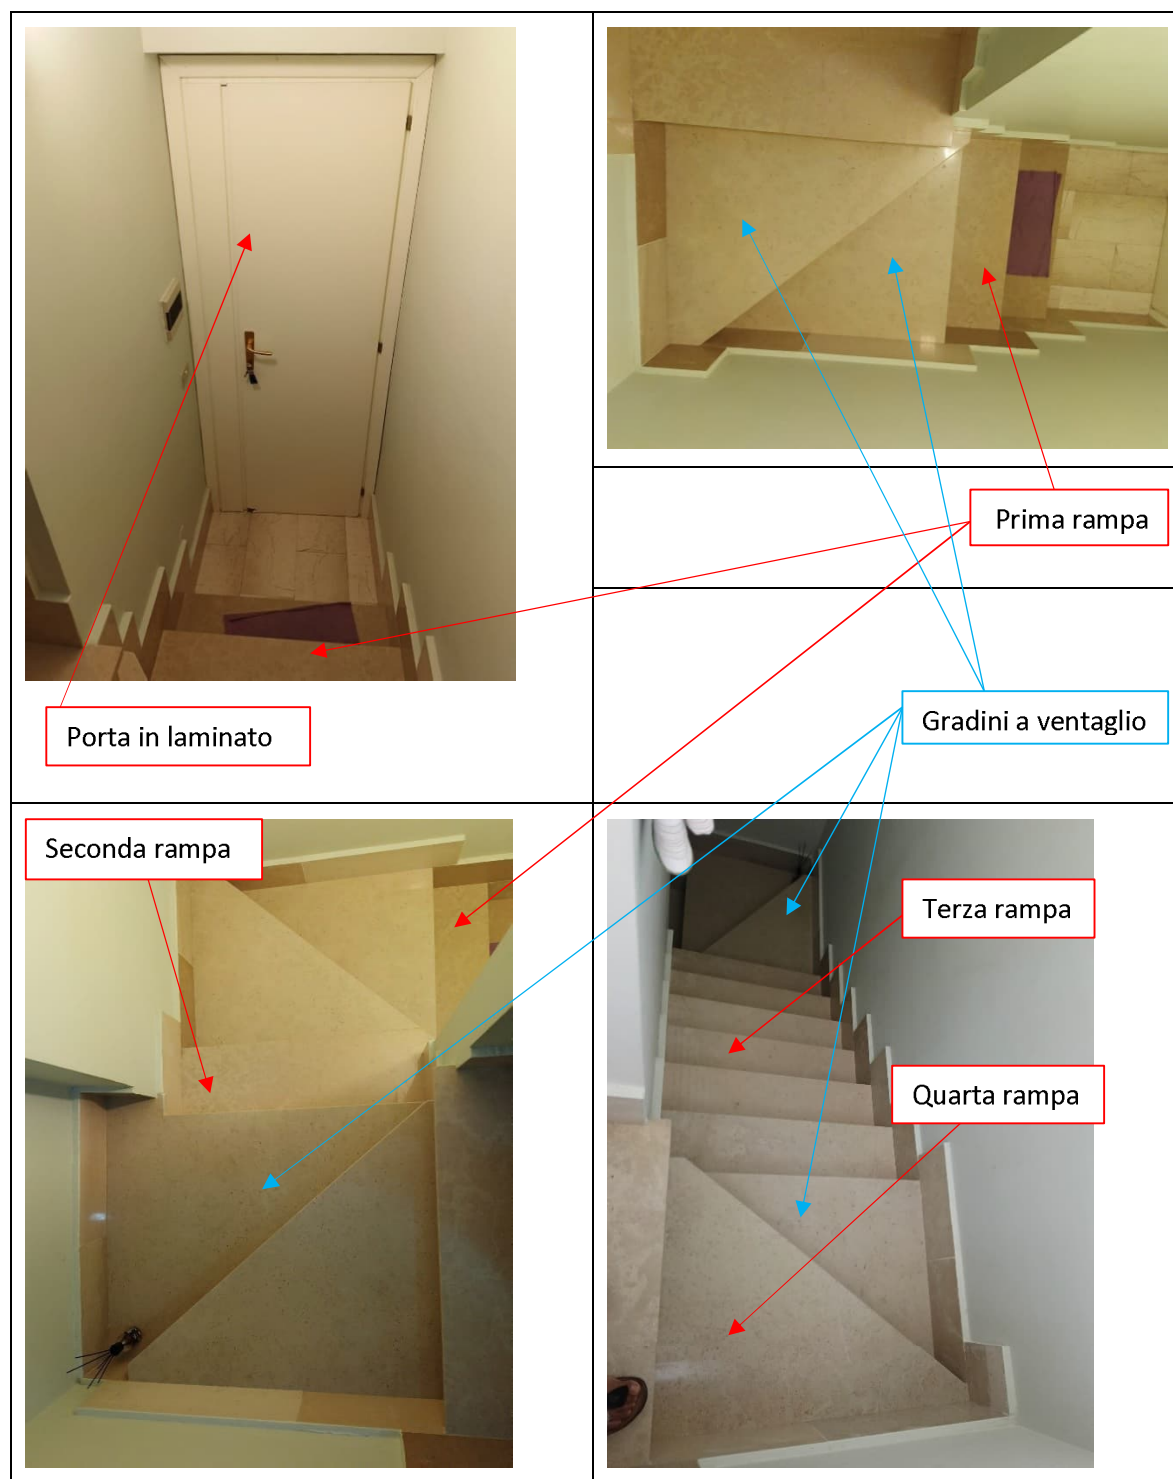 Prima rampa
Porta in laminato
Gradini a ventaglio
Seconda rampa
Terza rampa
Quarta rampa